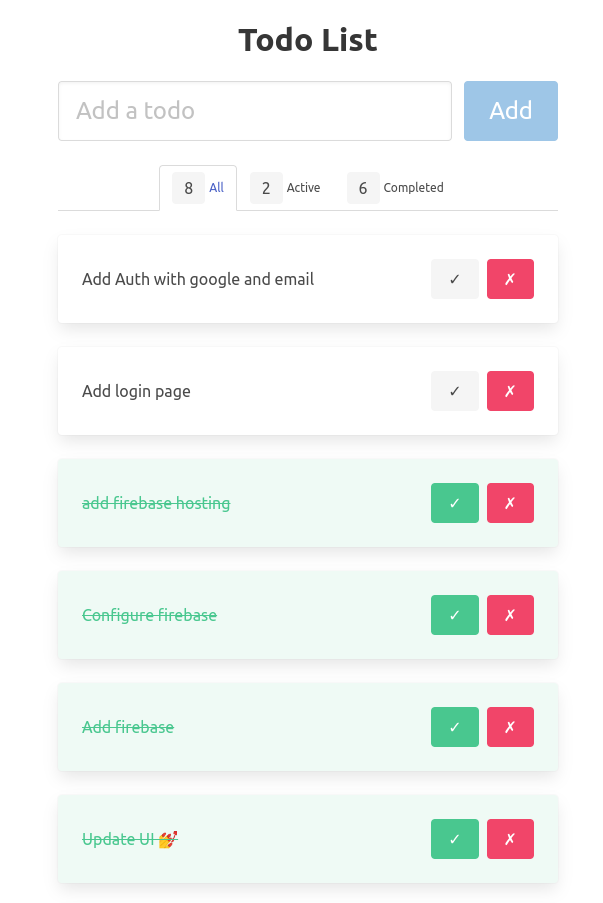 Todo List
Add a todo Add
8 All 2 Active 6 Completed
Add Auth with google and email ✓ ✗
Add login page ✓ ✗
add firebase hosting ✓ ✗
Configure firebase ✓ ✗
Add firebase ✓ ✗
Update UI 💅 ✓ ✗